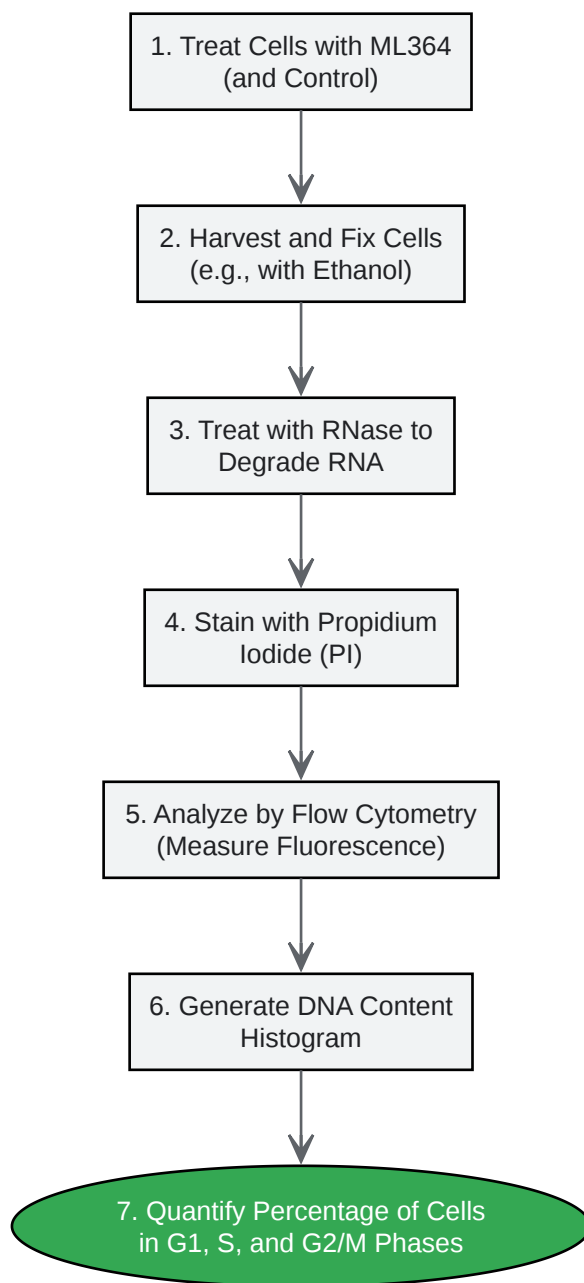 1. Treat Cells with ML364
(and Control)
2. Harvest and Fix Cells
(e.g., with Ethanol)
3. Treat with RNase to
Degrade RNA
4. Stain with Propidium
Iodide (PI)
5. Analyze by Flow Cytometry
(Measure Fluorescence)
6. Generate DNA Content
Histogram
7. Quantify Percentage of Cells
in G1, S, and G2/M Phases